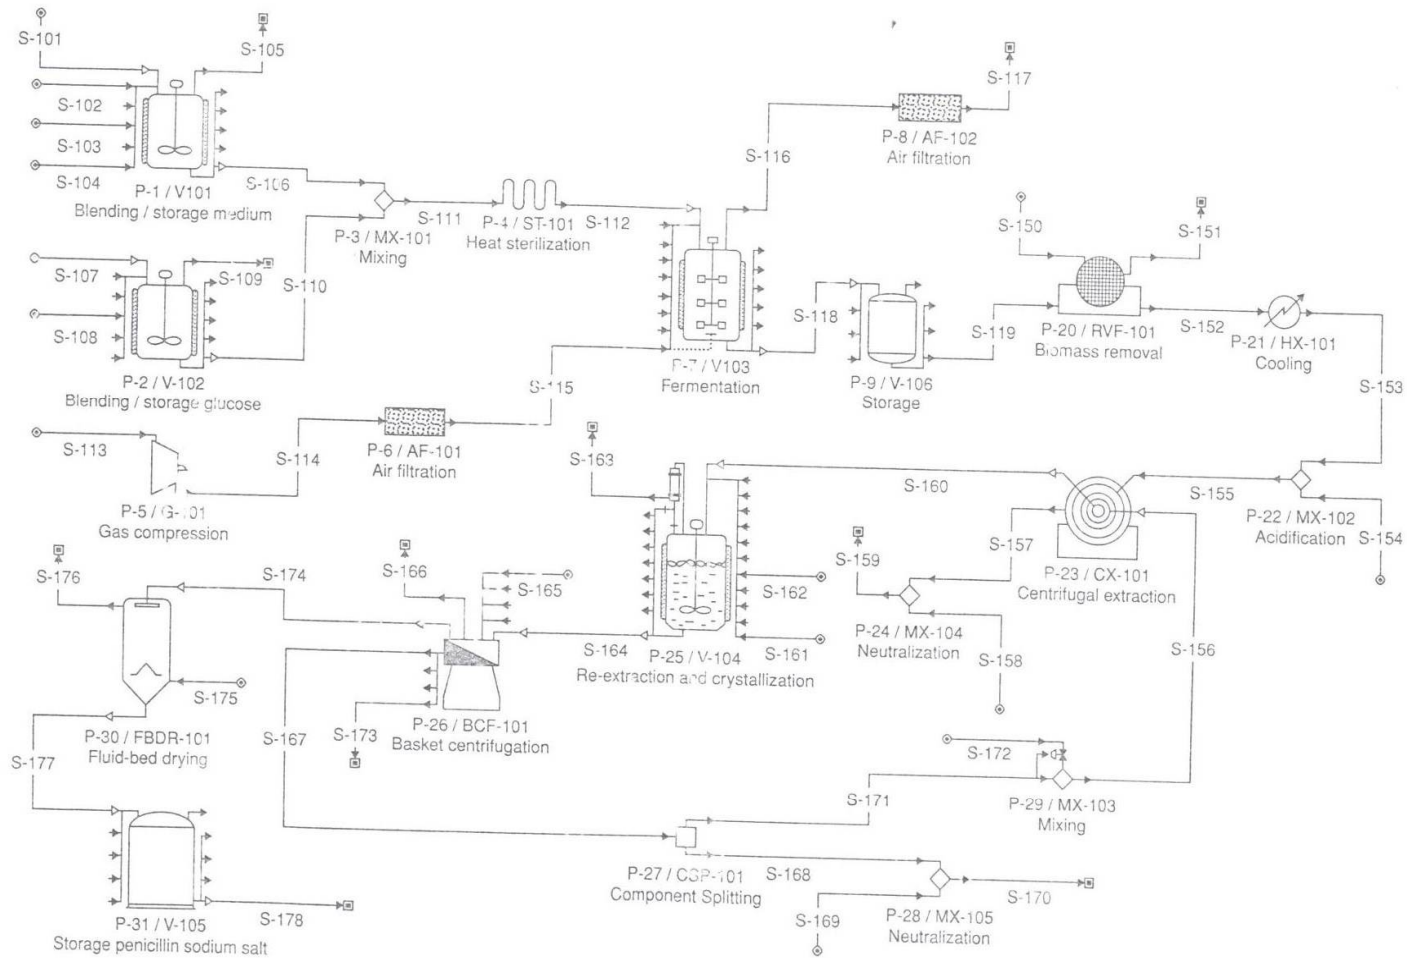 S-101
S-105
S-102
S-103
S-104
S-106
P-1 / V101
Blending / storage medium
S-107
S-109
S-110
S-108
P-2 / V-102
Blending / storage glucose
P-3 / MX-101
Mixing
S-111
P-4 / ST-101
Heat sterilization
S-112
S-113
P-5 / G-101
Gas compression
S-114
P-6 / AF-101
Air filtration
S-115
P-7 / V103
Fermentation
S-116
P-8 / AF-102
Air filtration
S-117
S-118
P-9 / V-106
Storage
S-119
S-150
S-151
P-20 / RVF-101
Biomass removal
S-152
P-21 / HX-101
Cooling
S-153
S-154
P-22 / MX-102
Acidification
S-155
P-23 / CX-101
Centrifugal extraction
S-156
S-157
S-159
P-24 / MX-104
Neutralization
S-158
S-160
S-163
S-162
S-161
P-25 / V-104
Re-extraction and crystallization
S-164
S-165
S-166
P-26 / BCF-101
Basket centrifugation
S-173
S-167
S-174
S-176
S-175
P-30 / FBDR-101
Fluid-bed drying
S-177
P-31 / V-105
Storage penicillin sodium salt
S-178
P-27 / CSP-101
Component Splitting
S-168
S-169
P-28 / MX-105
Neutralization
S-170
S-171
S-172
P-29 / MX-103
Mixing